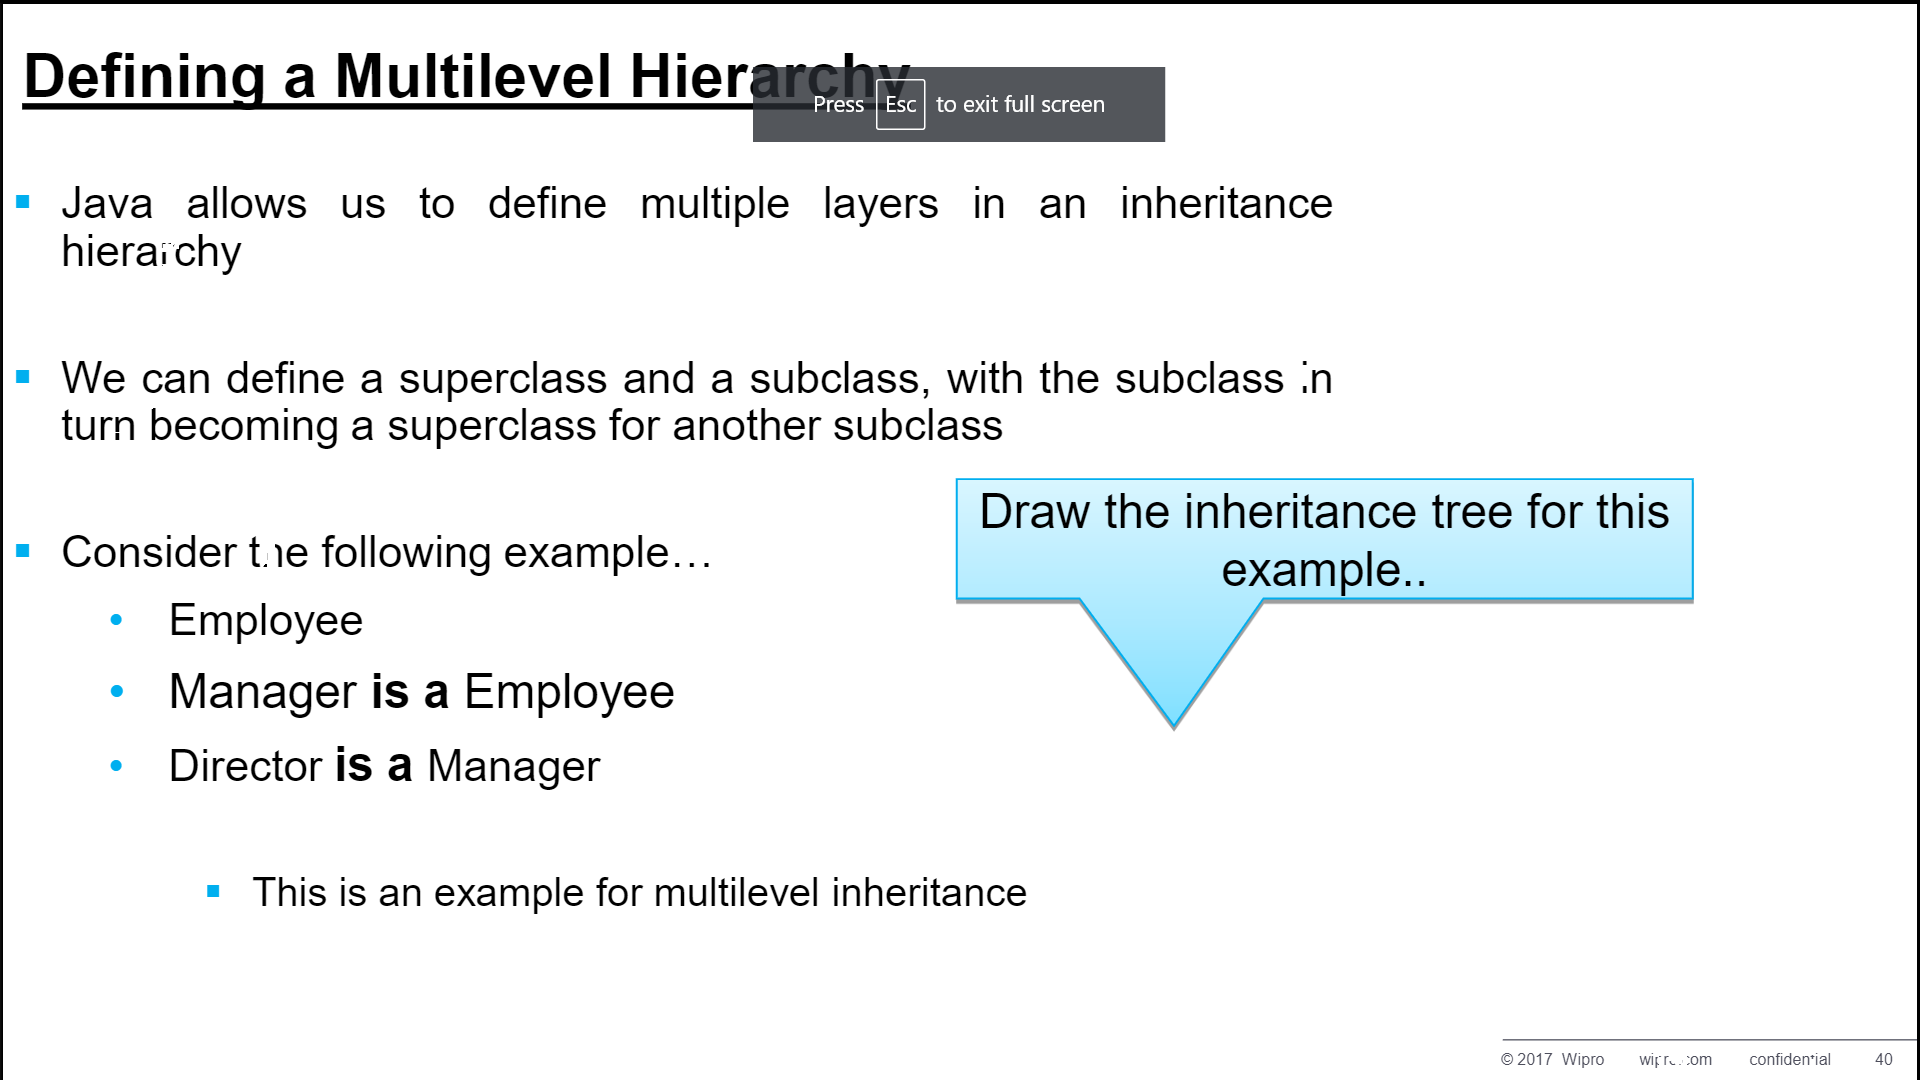 Defining a Multilevel Hierarchy
Press Esc to exit full screen
Java allows us to define multiple layers in an inheritance
hierarchy
We can define a superclass and a subclass, with the subclass in
turn becoming a superclass for another subclass
Draw the inheritance tree for this
example..
Consider the following example…
Employee
Manager is a Employee
Director is a Manager
This is an example for multilevel inheritance
© 2017 Wipro wipro.com confidential 40